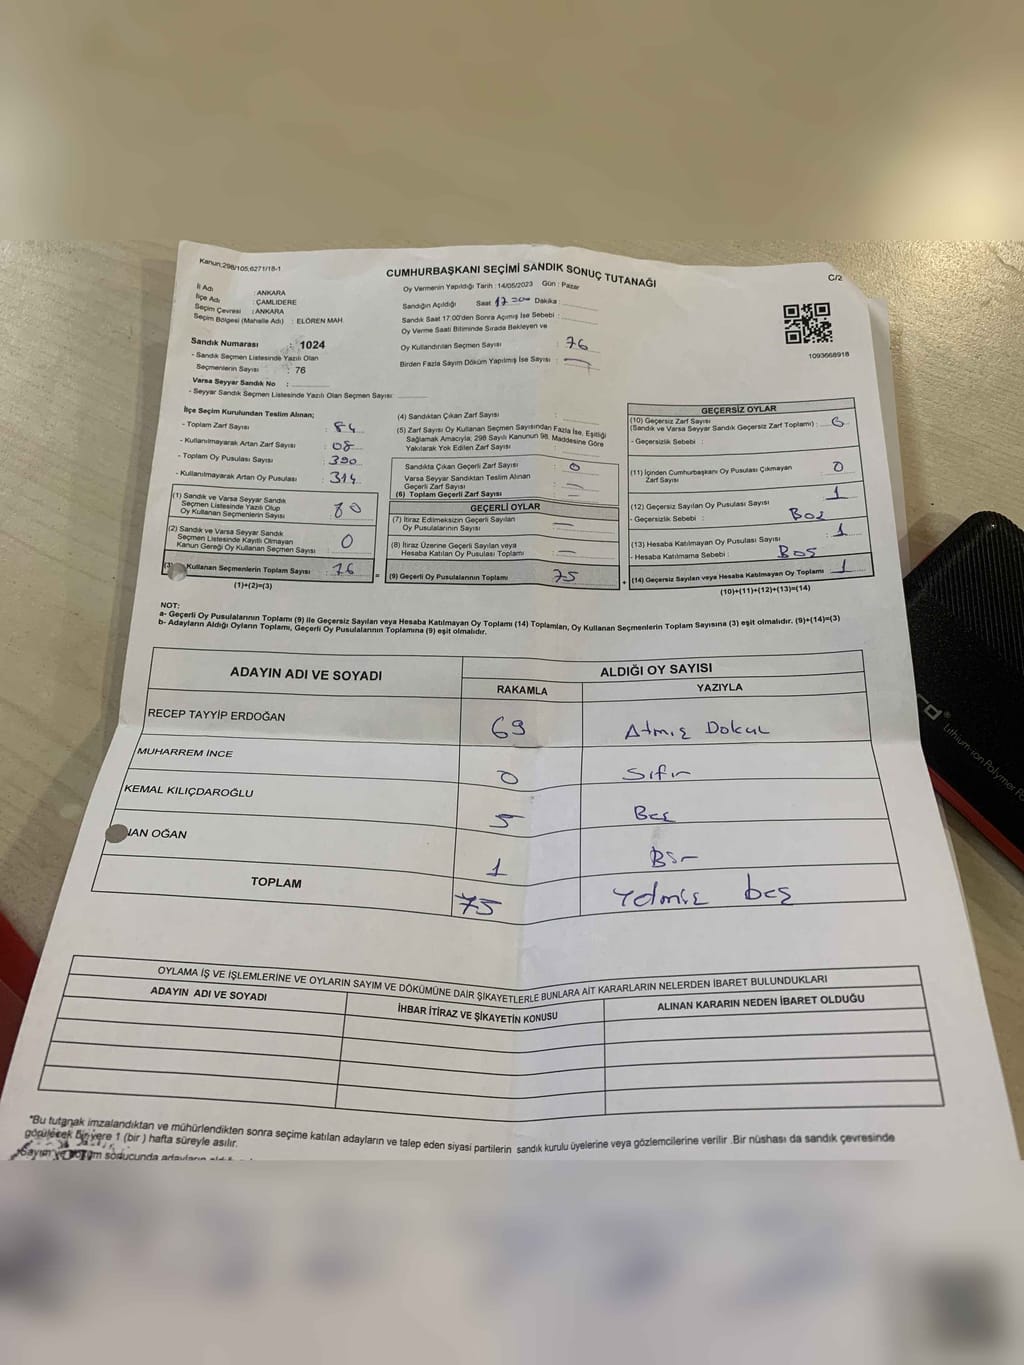 Kanun;298/105;6271/18-1
CUMHURBAŞKANI SEÇİMİ SANDIK SONUÇ TUTANAĞI
C/2
İl Adı : ANKARA
İlçe Adı : ÇAMLIDERE
Seçim Çevresi : ANKARA
Seçim Bölgesi (Mahalle Adı) : ELÖREN MAH.
Oy Vermenin Yapıldığı Tarih : 14/05/2023 Gün : Pazar
Sandığın Açıldığı Saat 17 Dakika :
Sandık Saat 17:00'den Sonra Açımış İse Sebebi :
Oy Verme Saati Bitiminde Sırada Bekleyen ve
Oy Kullandırılan Seçmen Sayısı : 76
Birden Fazla Sayım Döküm Yapılmış İse Sayısı : —
1093668918
Sandık Numarası : 1024
- Sandık Seçmen Listesinde Yazılı Olan
Seçmenlerin Sayısı : 76
Varsa Seyyar Sandık No :
- Seyyar Sandık Seçmen Listesinde Yazılı Olan Seçmen Sayısı:
İlçe Seçim Kurulundan Teslim Alınan;
- Toplam Zarf Sayısı : 84
- Kullanılmayarak Artan Zarf Sayısı : 08
- Toplam Oy Pusulası Sayısı : 390
- Kullanılmayarak Artan Oy Pusulası : 314
(1) Sandık ve Varsa Seyyar Sandık
Seçmen Listesinde Yazılı Olup
Oy Kullanan Seçmenlerin Sayısı
(2) Sandık ve Varsa Seyyar Sandık
Seçmen Listesinde Kayıtlı Olmayan
Kanun Gereği Oy Kullanan Seçmen Sayısı : 0
(3) Kullanan Seçmenlerin Toplam Sayısı : 76
(1)+(2)=(3)
(4) Sandıktan Çıkan Zarf Sayısı :
(5) Zarf Sayısı Oy Kullanan Seçmen Sayısından Fazla İse, Eşitliği
Sağlamak Amacıyla; 298 Sayılı Kanunun 98. Maddesine Göre
Yakılarak Yok Edilen Zarf Sayısı :
Sandıkta Çıkan Geçerli Zarf Sayısı : 0
Varsa Seyyar Sandıktan Teslim Alınan
Geçerli Zarf Sayısı : —
(6) Toplam Geçerli Zarf Sayısı : —
GEÇERLİ OYLAR
(7) İtiraz Edilmeksizin Geçerli Sayılan
Oy Pusulalarının Sayısı : —
(8) İtiraz Üzerine Geçerli Sayılan veya
Hesaba Katılan Oy Pusulası Toplamı : —
= (9) Geçerli Oy Pusulalarının Toplamı 75 +
GEÇERSİZ OYLAR
(10) Geçersiz Zarf Sayısı
(Sandık ve Varsa Seyyar Sandık Geçersiz Zarf Toplamı) :
- Geçersizlik Sebebi :
(11) İçinden Cumhurbaşkanı Oy Pusulası Çıkmayan
Zarf Sayısı : 0
(12) Geçersiz Sayılan Oy Pusulası Sayısı : 1
- Geçersizlik Sebebi : Boş
(13) Hesaba Katılmayan Oy Pusulası Sayısı : 1
- Hesaba Katılmama Sebebi : Boş
(14) Geçersiz Sayılan veya Hesaba Katılmayan Oy Toplamı : 1
(10)+(11)+(12)+(13)=(14)
NOT:
a- Geçerli Oy Pusulalarının Toplamı (9) ile Geçersiz Sayılan veya Hesaba Katılmayan Oy Toplamı (14) Toplamları, Oy Kullanan Seçmenlerin Toplam Sayısına (3) eşit olmalıdır. (9)+(14)=(3)
b- Adayların Aldığı Oyların Toplamı, Geçerli Oy Pusulalarının Toplamına (9) eşit olmalıdır.
ADAYIN ADI VE SOYADI
ALDIĞI OY SAYISI
RAKAMLA YAZIYLA
RECEP TAYYİP ERDOĞAN 69 Atmış Dokuz
MUHARREM İNCE 0 Sıfır
KEMAL KILIÇDAROĞLU 5 Beş
NAN OĞAN 1 Bir
TOPLAM 75 Yetmiş beş
OYLAMA İŞ VE İŞLEMLERİNE VE OYLARIN SAYIM VE DÖKÜMÜNE DAİR ŞİKAYETLERLE BUNLARA AİT KARARLARIN NELERDEN İBARET BULUNDUKLARI
ADAYIN ADI VE SOYADI
İHBAR İTİRAZ VE ŞİKAYETİN KONUSU
ALINAN KARARIN NEDEN İBARET OLDUĞU
*Bu tutanak imzalandıktan ve mühürlendikten sonra seçime katılan adayların ve talep eden siyasi partilerin sandık kurulu üyelerine veya gözlemcilerine verilir .Bir nüshası da sandık çevresinde
görülecek bir yere 1 (bir ) hafta süreyle asılır.
sonucunda adayların
Lithium ion Polymer